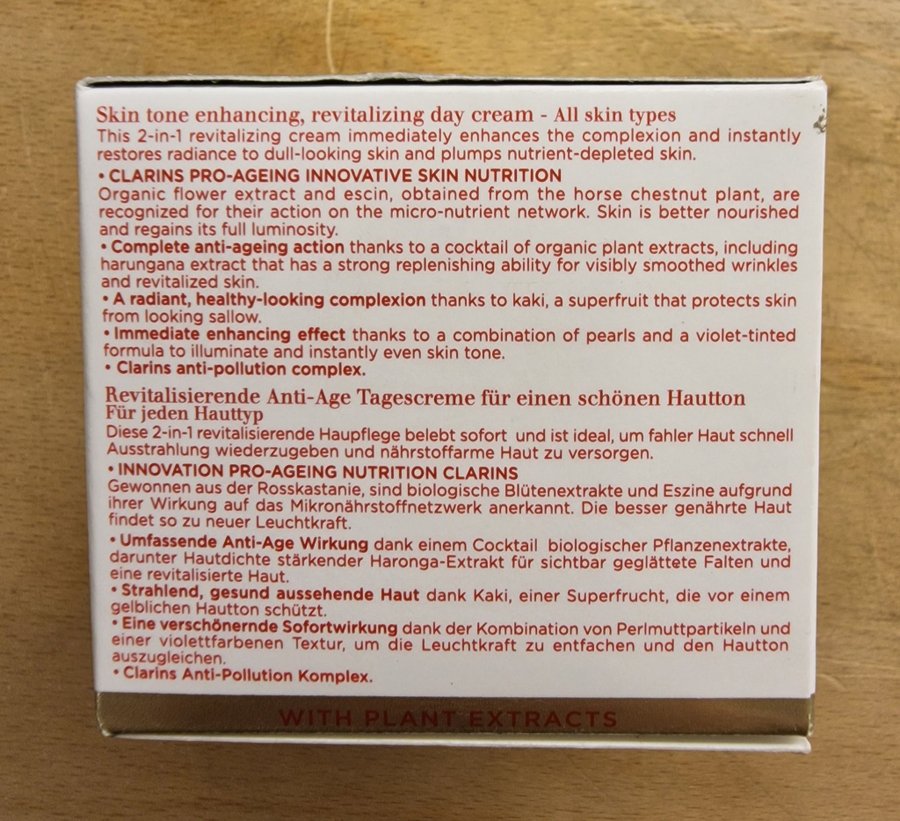 Skin tone enhancing, revitalizing day cream - All skin types
This 2-in-1 revitalizing cream immediately enhances the complexion and instantly
restores radiance to dull-looking skin and plumps nutrient-depleted skin.
• CLARINS PRO-AGEING INNOVATIVE SKIN NUTRITION
Organic flower extract and escin, obtained from the horse chestnut plant, are
recognized for their action on the micro-nutrient network. Skin is better nourished
and regains its full luminosity.
• Complete anti-ageing action thanks to a cocktail of organic plant extracts, including
harungana extract that has a strong replenishing ability for visibly smoothed wrinkles
and revitalized skin.
• A radiant, healthy-looking complexion thanks to kaki, a superfruit that protects skin
from looking sallow.
• Immediate enhancing effect thanks to a combination of pearls and a violet-tinted
formula to illuminate and instantly even skin tone.
• Clarins anti-pollution complex.
Revitalisierende Anti-Age Tagescreme für einen schönen Hautton
Für jeden Hauttyp
Diese 2-in-1 revitalisierende Haupflege belebt sofort und ist ideal, um fahler Haut schnell
Ausstrahlung wiederzugeben und nährstoffarme Haut zu versorgen.
• INNOVATION PRO-AGEING NUTRITION CLARINS
Gewonnen aus der Rosskastanie, sind biologische Blütenextrakte und Eszine aufgrund
ihrer Wirkung auf das Mikronährstoffnetzwerk anerkannt. Die besser genährte Haut
findet so zu neuer Leuchtkraft.
• Umfassende Anti-Age Wirkung dank einem Cocktail biologischer Pflanzenextrakte,
darunter Hautdichte stärkender Haronga-Extrakt für sichtbar geglättete Falten und
eine revitalisierte Haut.
• Strahlend, gesund aussehende Haut dank Kaki, einer Superfrucht, die vor einem
gelblichen Hautton schützt.
• Eine verschönernde Sofortwirkung dank der Kombination von Perlmuttpartikeln und
einer violettfarbenen Textur, um die Leuchtkraft zu entfachen und den Hautton
auszugleichen.
• Clarins Anti-Pollution Komplex.
WITH PLANT EXTRACTS